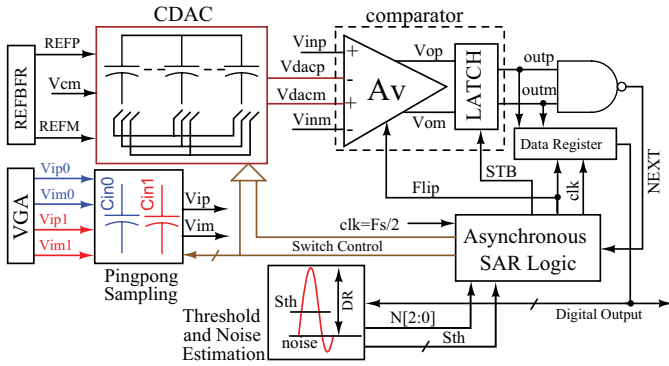 CDAC
comparator
REFBFR
REFP
Vcm
REFM
Vinp
Vdacp
Vdacm
Vinm
+
-
+
-
Av
Vop
Vom
LATCH
outp
outm
Data Register
NEXT
VGA
Vip0
Vim0
Vip1
Vim1
Cin0
Cin1
Vip
Vim
Pingpong
Sampling
Flip
STB
clk
clk=Fs/2
Switch Control
Asynchronous
SAR Logic
Threshold
and Noise
Estimation
Sth
noise
DR
N[2:0]
Sth
Digital Output